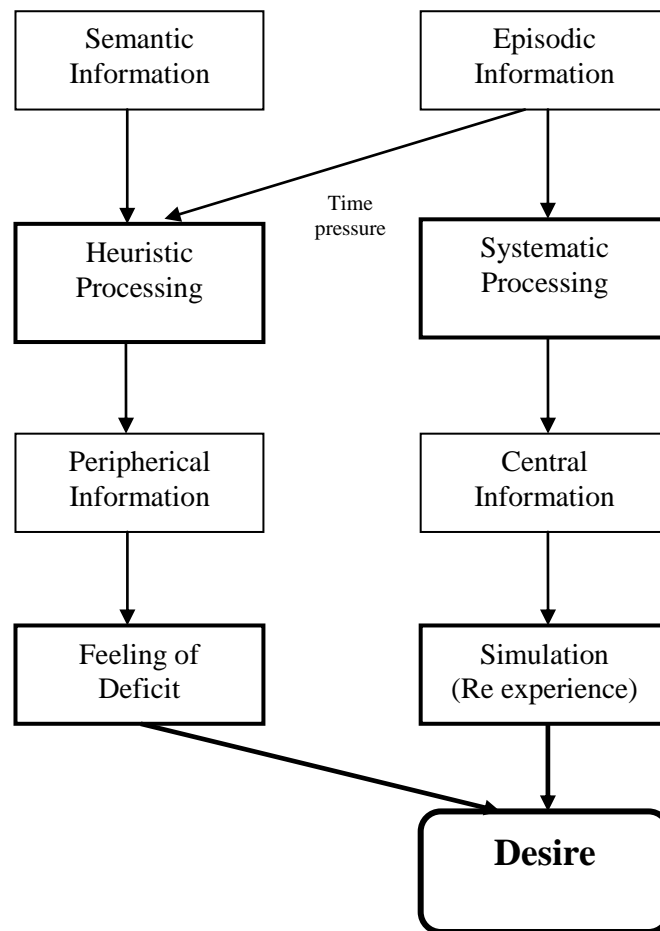 Semantic
Information
Episodic
Information
Time
pressure
Heuristic
Processing
Systematic
Processing
Peripherical
Information
Central
Information
Feeling of
Deficit
Simulation
(Re experience)
Desire